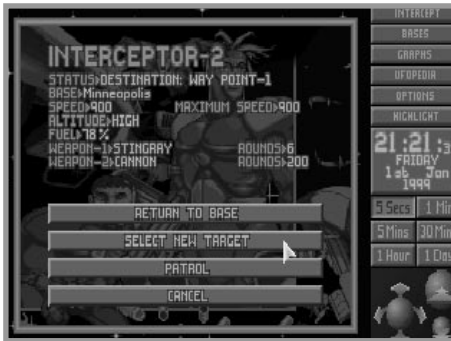 INTERCEPTOR-2
STATUS>DESTINATION: WAY POINT-1
BASE>Minneapolis
SPEED>900 MAXIMUM SPEED>900
ALTITUDE>HIGH
FUEL>78%
WEAPON-1>STINGRAY ROUNDS>6
WEAPON-2>CANNON ROUNDS>200
RETURN TO BASE
SELECT NEW TARGET
PATROL
CANCEL
INTERCEPT
BASES
GRAPHS
UFOPEDIA
OPTIONS
21:21
FRIDAY
1st Jan
1999
5 Secs 1 Min
5 Mins 30 Min
1 Hour 1 Day